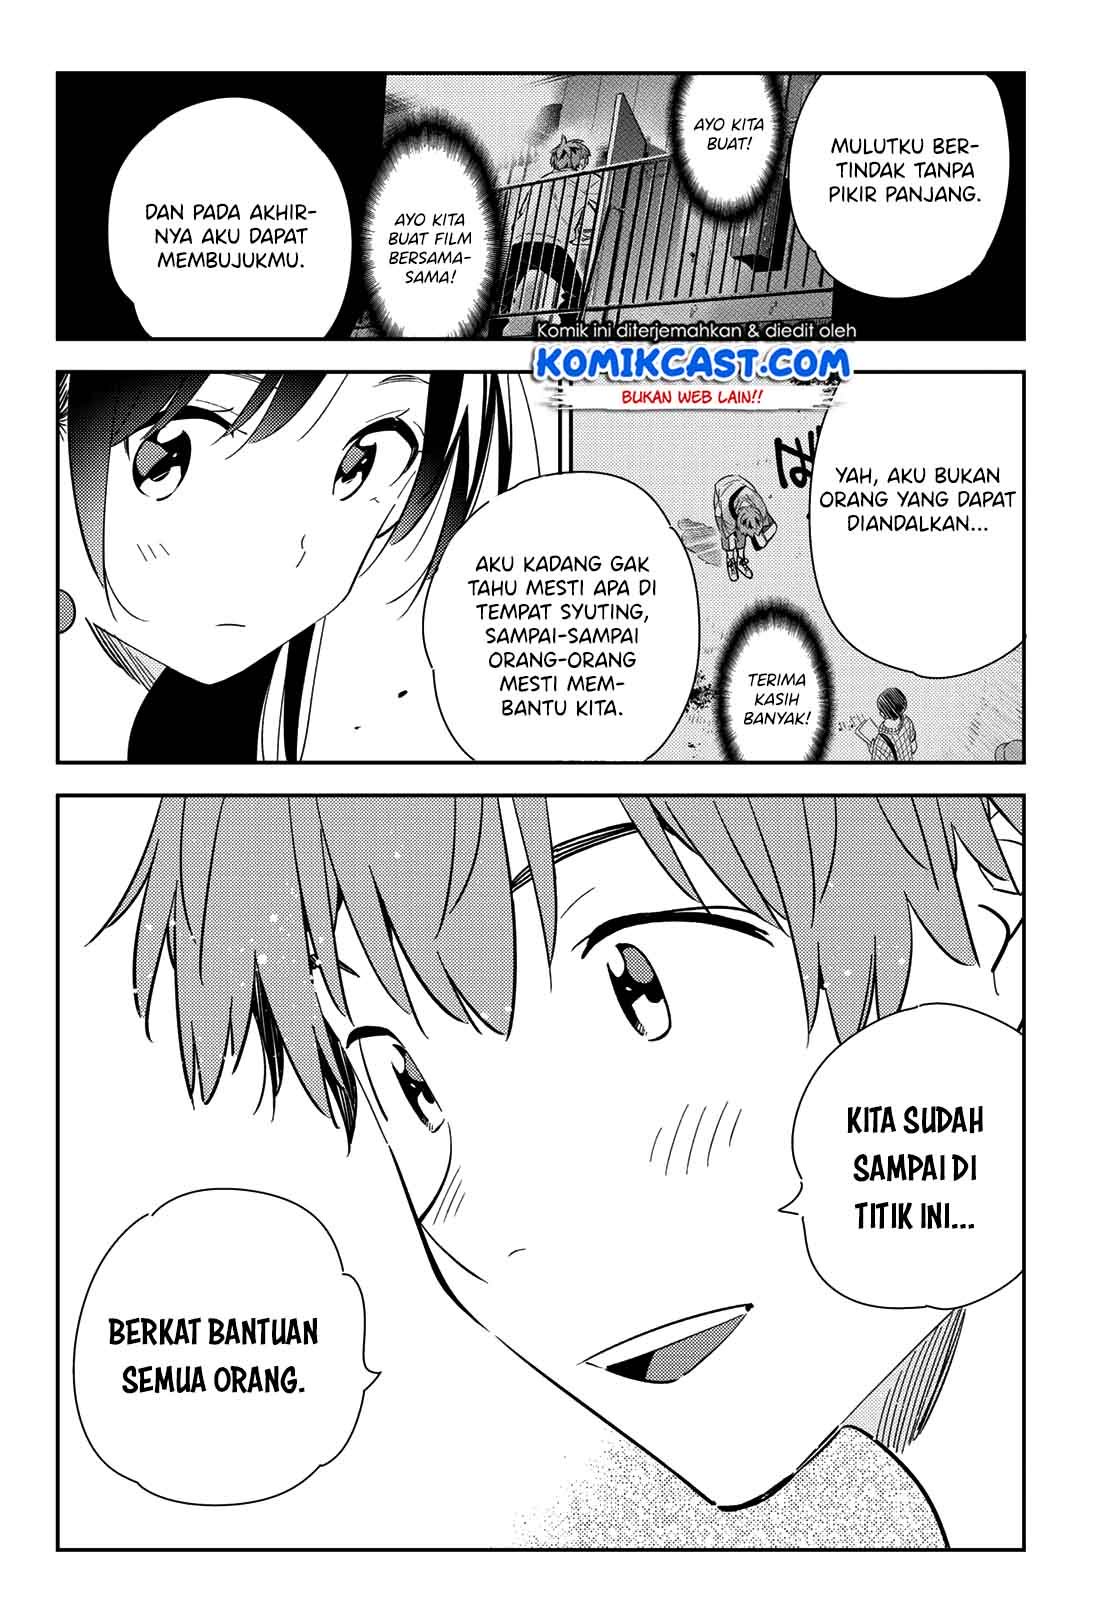 MULUTKU BER-
TINDAK TANPA
PIKIR PANJANG.
AYO KITA
BUAT!
AYO KITA
BUAT FILM
BERSAMA-
SAMA!
DAN PADA AKHIR-
NYA AKU DAPAT
MEMBUJUKMU.
Komik ini diterjemahkan & diedit oleh
KOMIKCAST.COM
BUKAN WEB LAIN!!
YAH, AKU BUKAN
ORANG YANG DAPAT
DIANDALKAN...
TERIMA
KASIH
BANYAK!
AKU KADANG GAK
TAHU MESTI APA DI
TEMPAT SYUTING,
SAMPAI-SAMPAI
ORANG-ORANG
MESTI MEM-
BANTU KITA.
KITA SUDAH
SAMPAI DI
TITIK INI...
BERKAT BANTUAN
SEMUA ORANG.